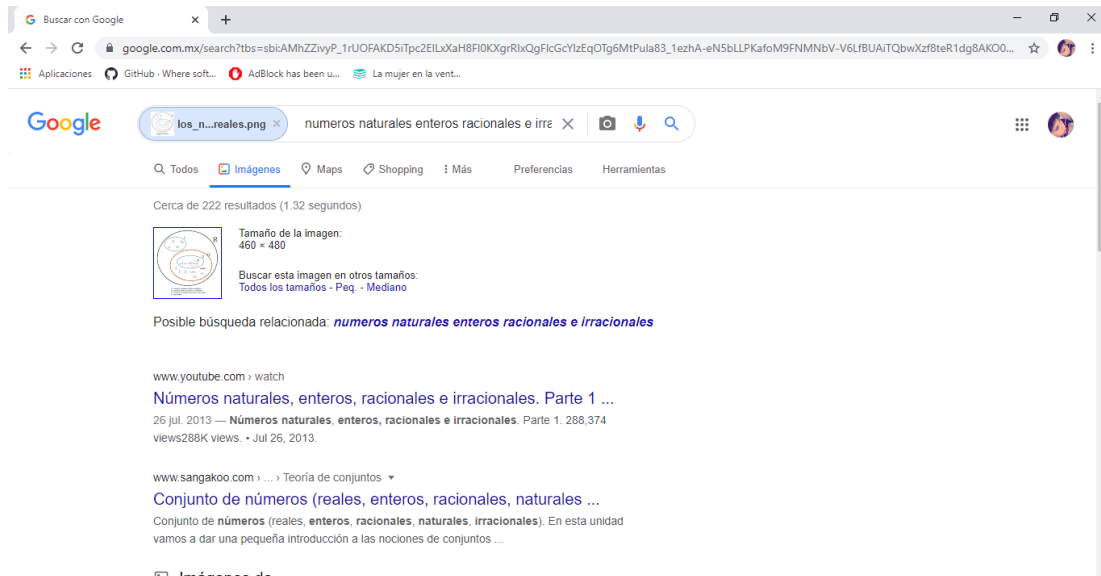 Buscar con Google
google.com.mx/search?tbs=sbi:AMhZZivyP_1rUOFAKD5iTpc2EILxXaH8FI0KXgrRIxQgFlcGcYlzEqOTg6MtPula83_1ezhA-eN5bLLPKafoM9FNMNbV-V6LfBUAiTQbwXzf8teR1dg8AKO0...
Aplicaciones GitHub · Where soft... AdBlock has been u... La mujer en la vent...
Google los_n...reales.png numeros naturales enteros racionales e irra
Todos Imágenes Maps Shopping Más Preferencias Herramientas
Cerca de 222 resultados (1.32 segundos)
Tamaño de la imagen:
460 × 480
Buscar esta imagen en otros tamaños:
Todos los tamaños - Peq. - Mediano
Posible búsqueda relacionada: numeros naturales enteros racionales e irracionales
www.youtube.com › watch
Números naturales, enteros, racionales e irracionales. Parte 1 ...
26 jul. 2013 — Números naturales, enteros, racionales e irracionales. Parte 1. 288,374
views288K views. • Jul 26, 2013.
www.sangakoo.com › ... › Teoría de conjuntos
Conjunto de números (reales, enteros, racionales, naturales ...
Conjunto de números (reales, enteros, racionales, naturales, irracionales). En esta unidad
vamos a dar una pequeña introducción a las nociones de conjuntos ...
Imágenes de